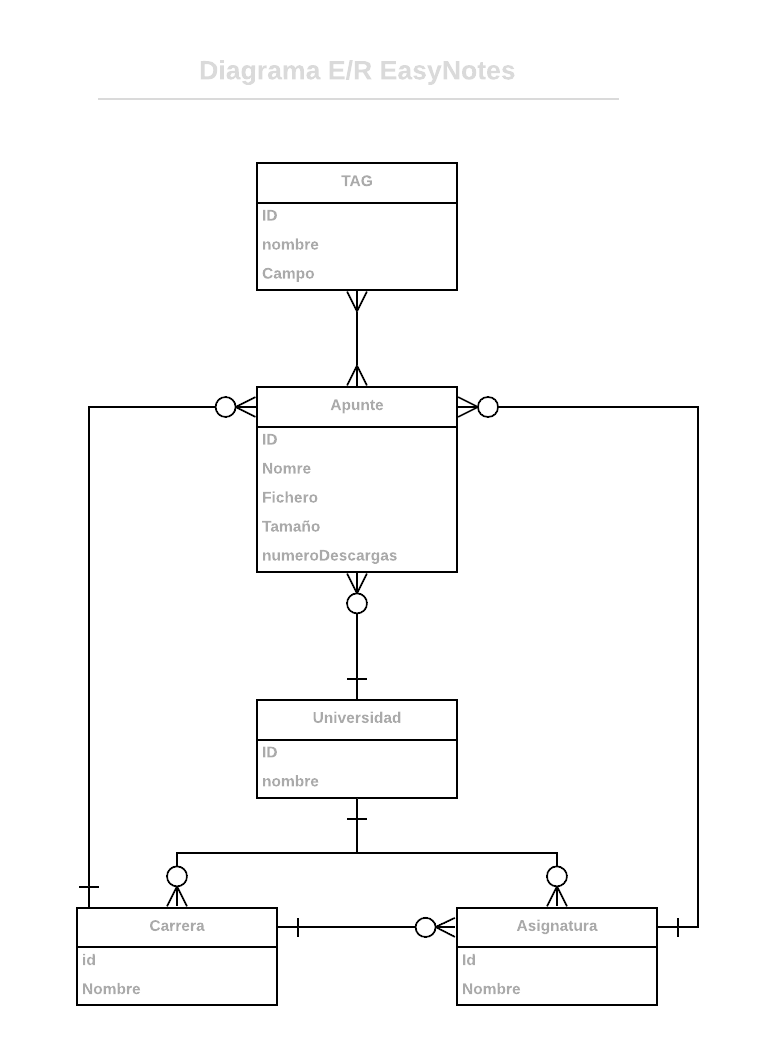 Diagrama E/R EasyNotes
TAG
ID
nombre
Campo
Apunte
ID
Nomre
Fichero
Tamaño
numeroDescargas
Universidad
ID
nombre
Carrera
id
Nombre
Asignatura
Id
Nombre